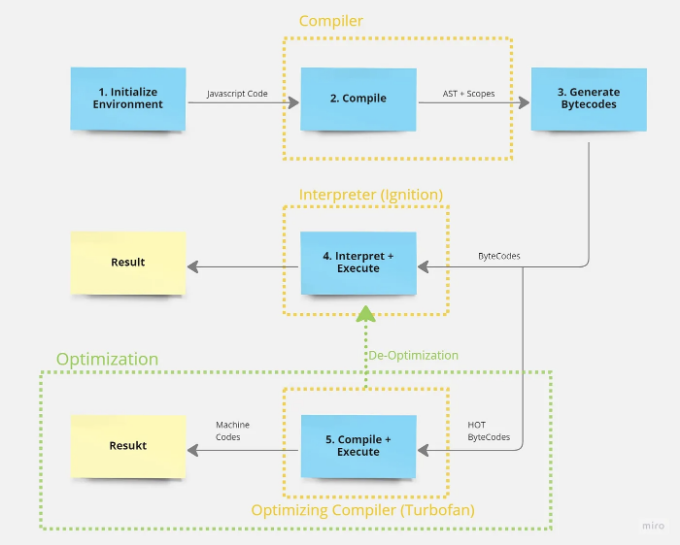 Compiler
1. Initialize
Environment
Javascript Code
2. Compile
AST + Scopes
3. Generate
Bytecodes
Interpreter (Ignition)
Result
4. Interpret +
Execute
ByteCodes
De-Optimization
Optimization
Resukt
Machine
Codes
5. Compile +
Execute
HOT
ByteCodes
Optimizing Compiler (Turbofan)
miro